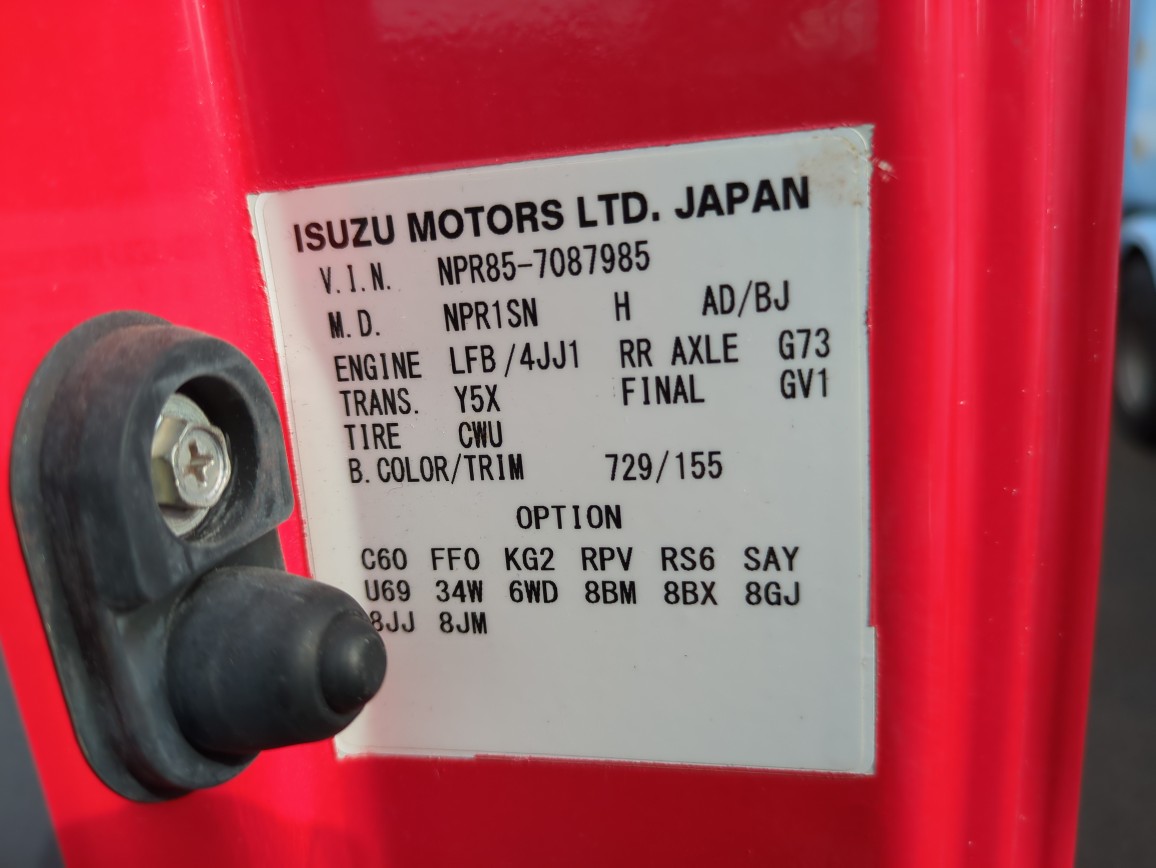 ISUZU MOTORS LTD. JAPAN
V.I.N. NPR85-7087985
M.D. NPR1SN H AD/BJ
ENGINE LFB/4JJ1 RR AXLE G73
TRANS. Y5X FINAL GV1
TIRE CWU
B.COLOR/TRIM 729/155
OPTION
C60 FF0 KG2 RPV RS6 SAY
U69 34W 6WD 8BM 8BX 8GJ
8JJ 8JM